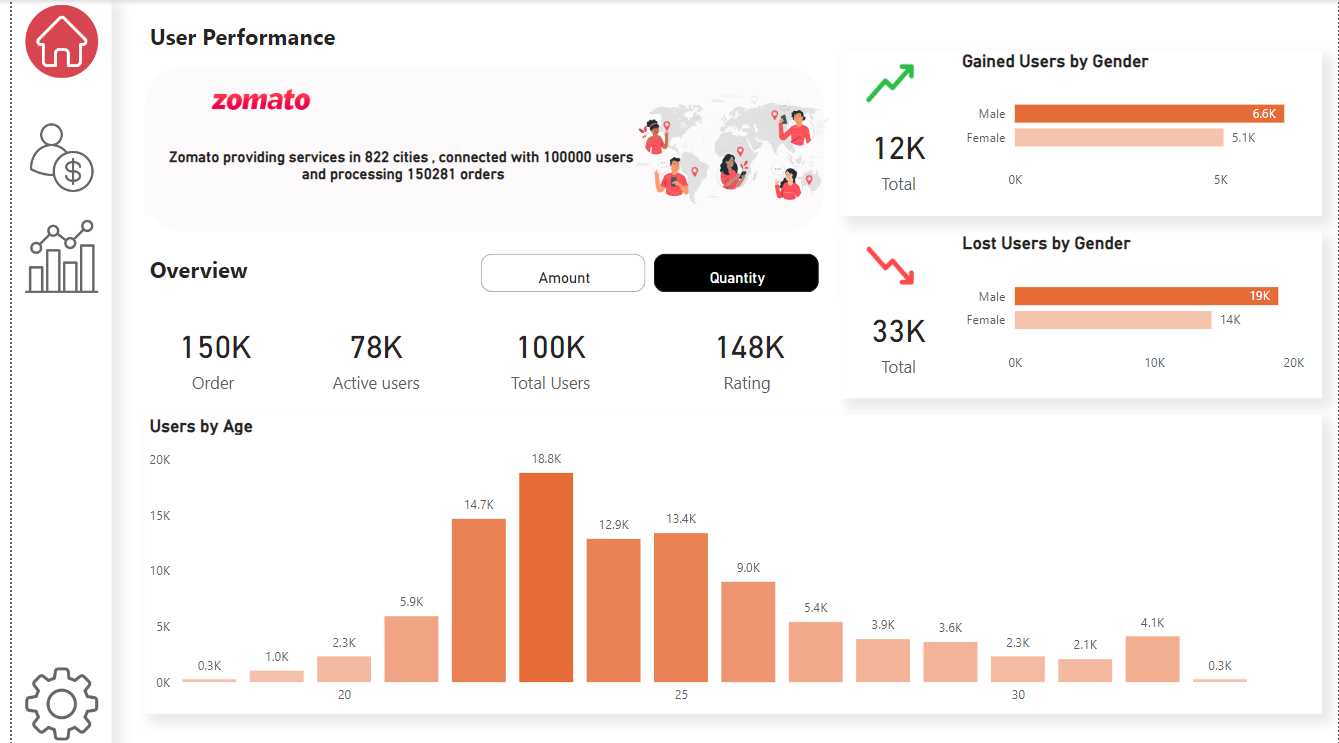 User Performance
zomato
Zomato providing services in 822 cities , connected with 100000 users
and processing 150281 orders
Gained Users by Gender
12K
Total
Male
6.6K
Female
5.1K
0K
5K
Lost Users by Gender
33K
Total
Male
19K
Female
14K
0K
10K
20K
Overview
Amount
Quantity
150K
Order
78K
Active users
100K
Total Users
148K
Rating
Users by Age
20K
15K
10K
5K
0K
0.3K
1.0K
2.3K
5.9K
14.7K
18.8K
12.9K
13.4K
9.0K
5.4K
3.9K
3.6K
2.3K
2.1K
4.1K
0.3K
20
25
30